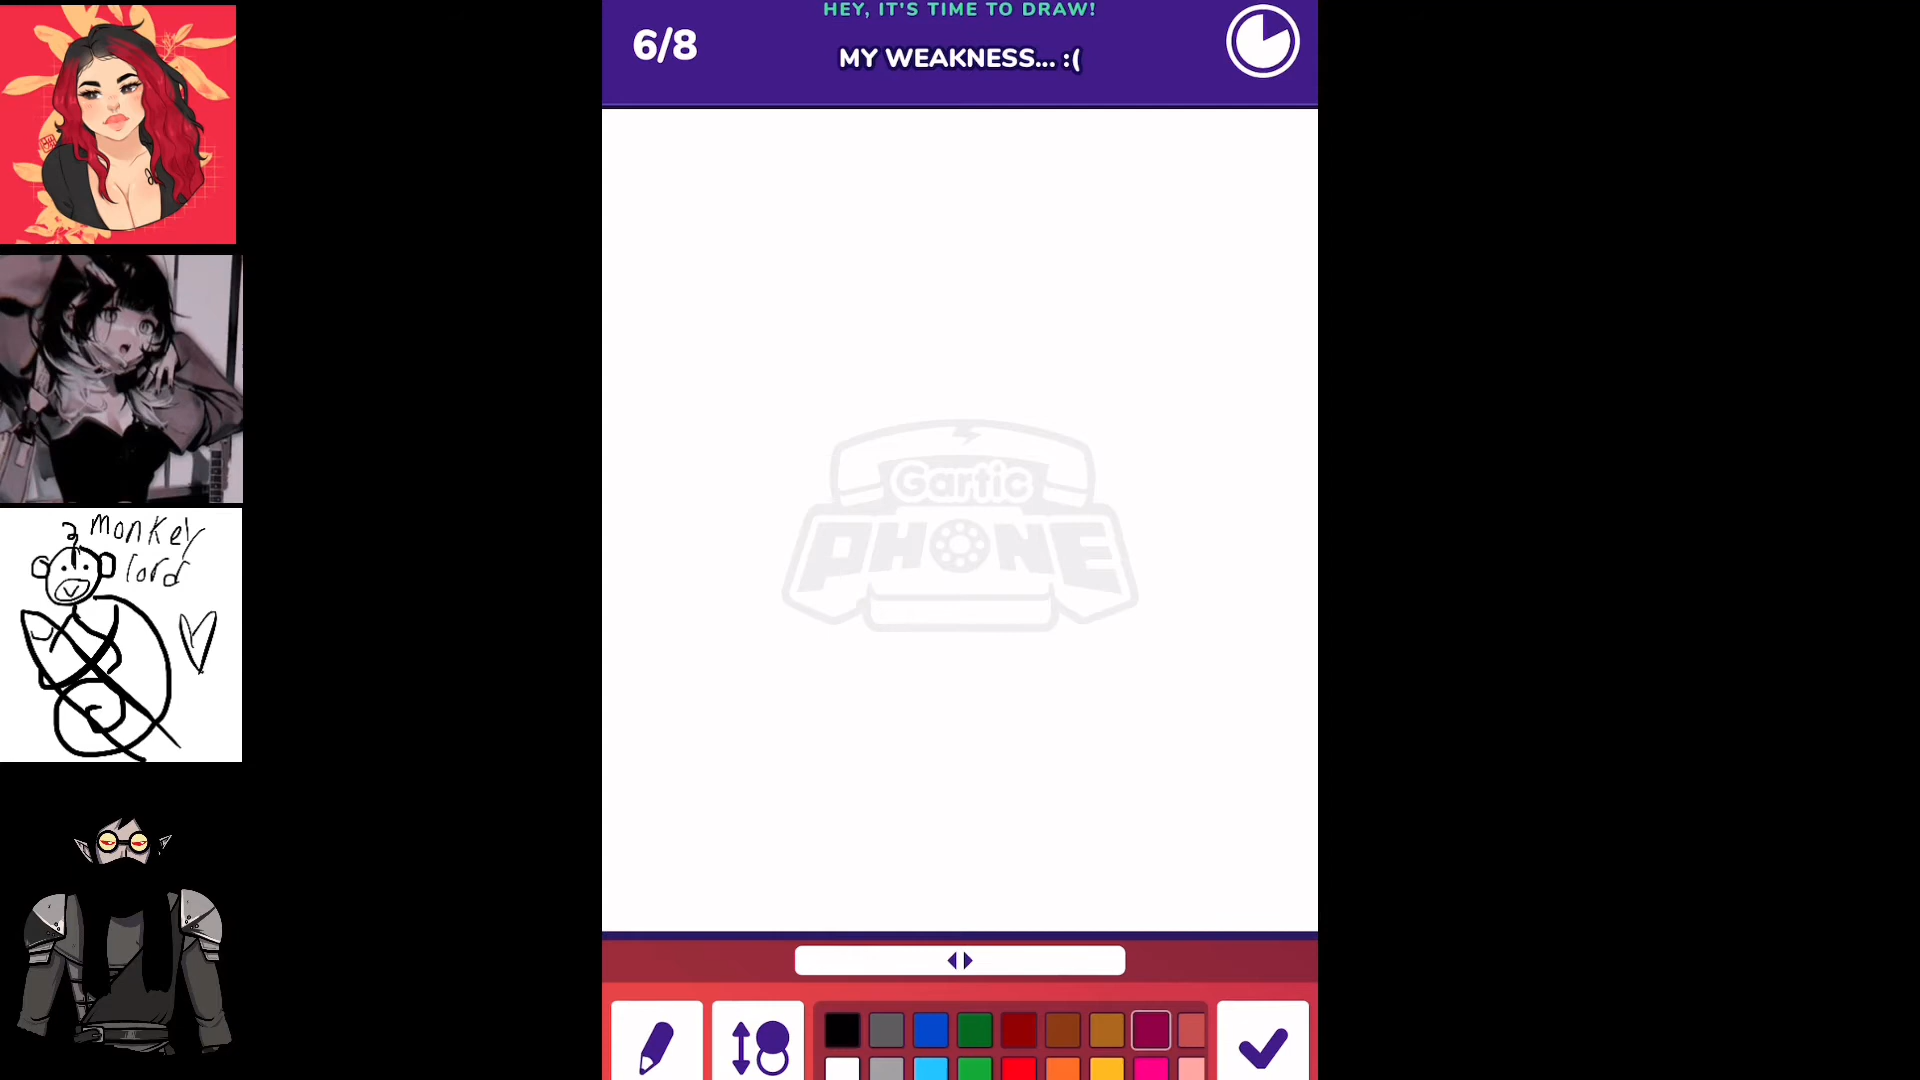 HEY, IT'S TIME TO DRAW!
6/8
MY WEAKNESS... :(
Gartic
PHONE
monkey
lord